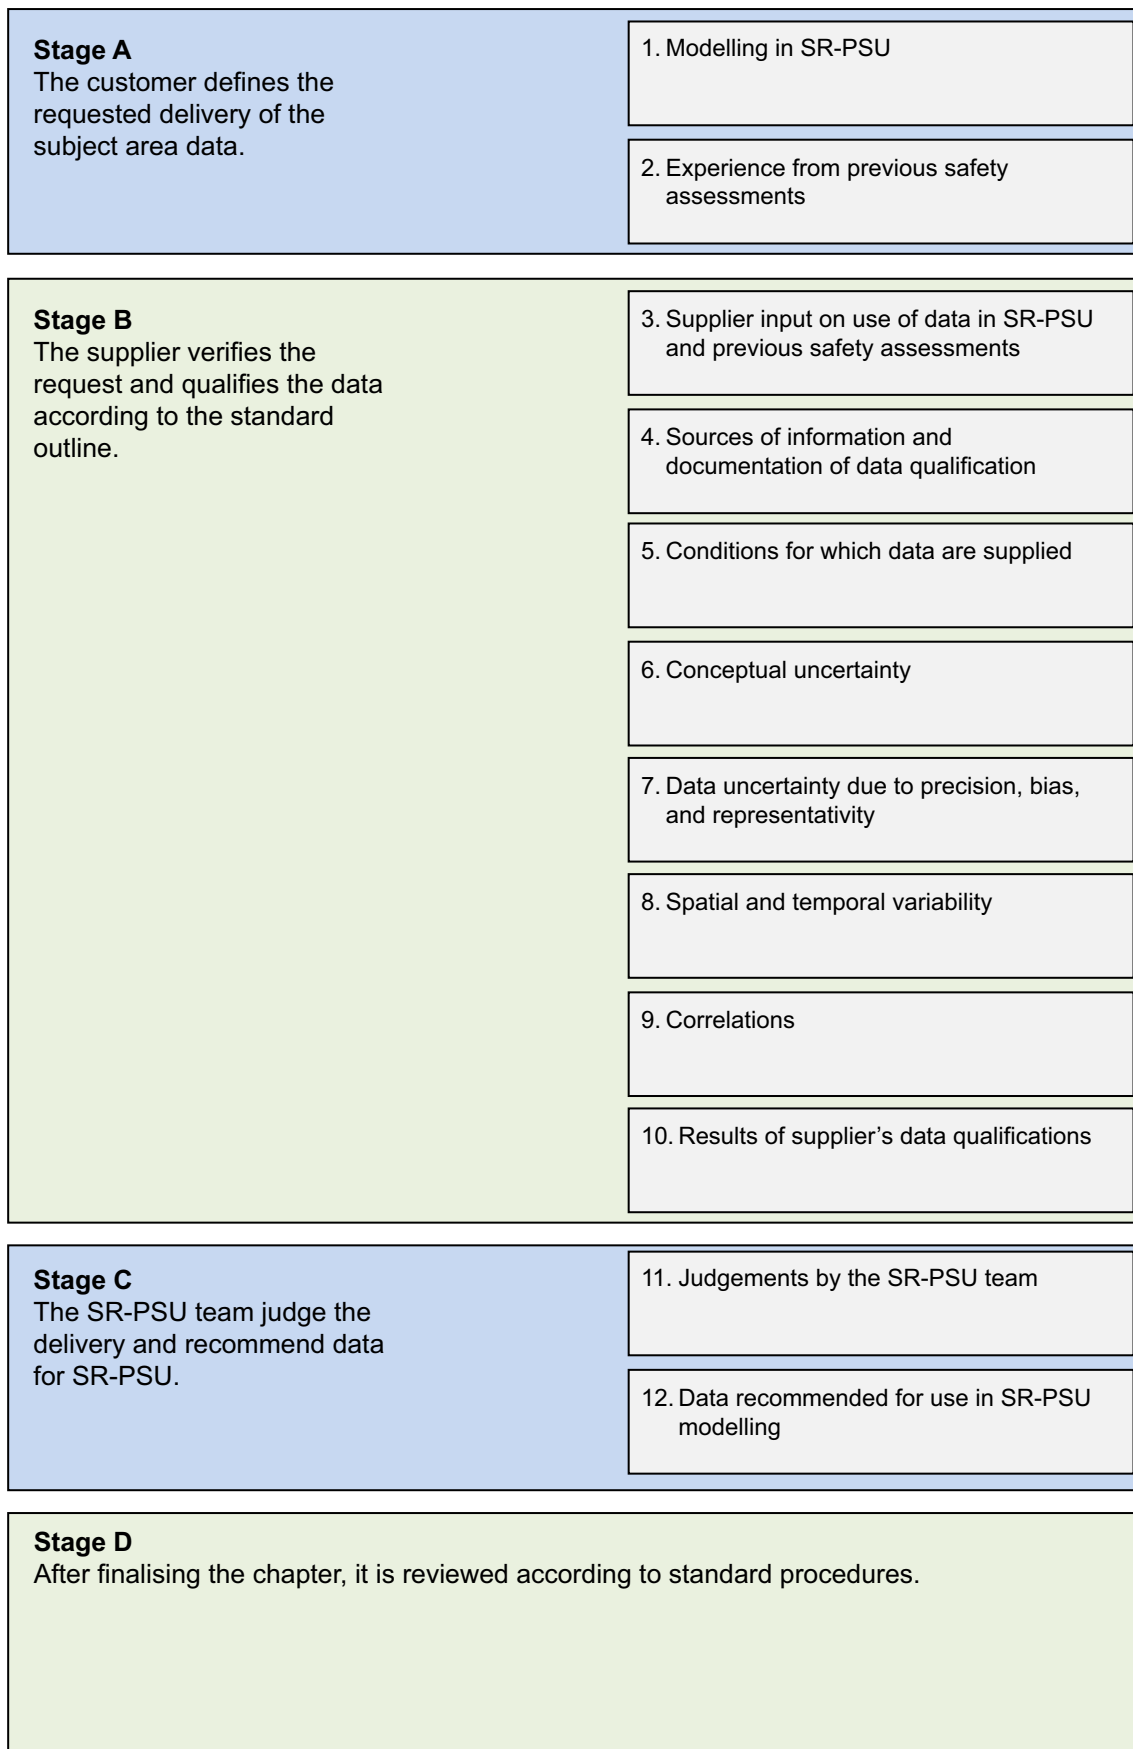 Stage A
The customer defines the
requested delivery of the
subject area data.
1. Modelling in SR-PSU
2. Experience from previous safety
assessments
Stage B
The supplier verifies the
request and qualifies the data
according to the standard
outline.
3. Supplier input on use of data in SR-PSU
and previous safety assessments
4. Sources of information and
documentation of data qualification
5. Conditions for which data are supplied
6. Conceptual uncertainty
7. Data uncertainty due to precision, bias,
and representativity
8. Spatial and temporal variability
9. Correlations
10. Results of supplier’s data qualifications
Stage C
The SR-PSU team judge the
delivery and recommend data
for SR-PSU.
11. Judgements by the SR-PSU team
12. Data recommended for use in SR-PSU
modelling
Stage D
After finalising the chapter, it is reviewed according to standard procedures.